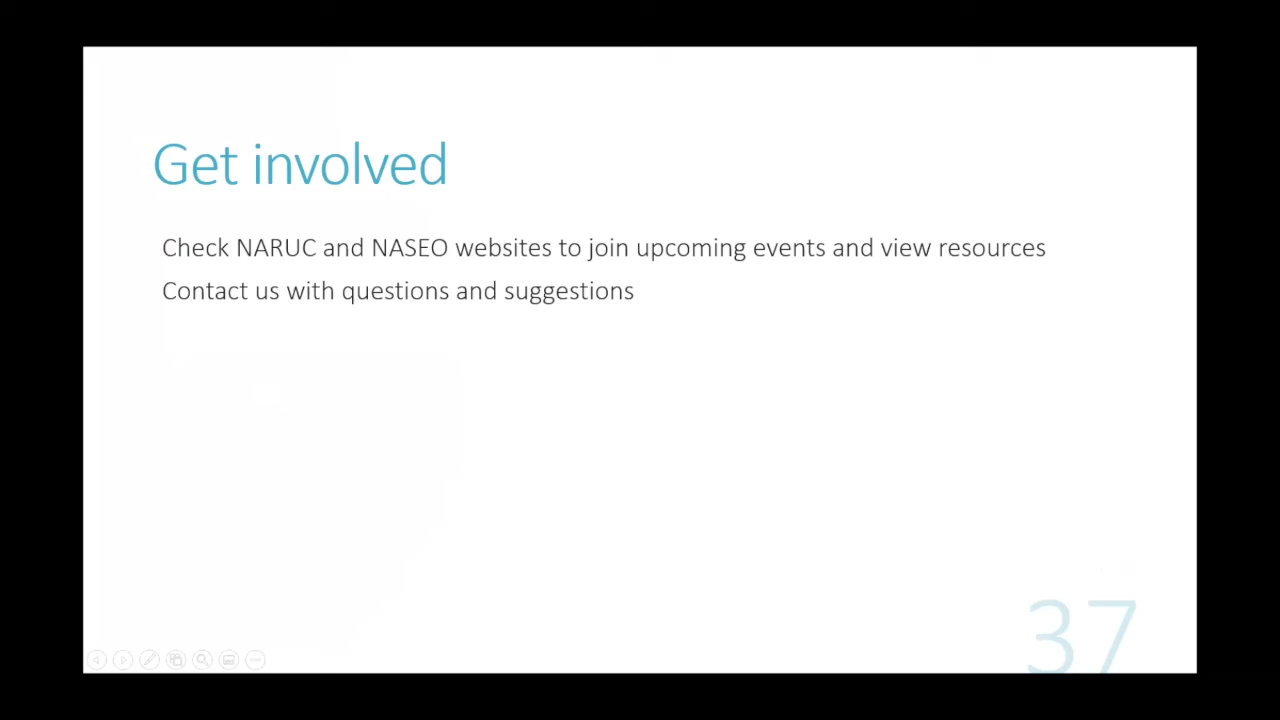 Get involved
Check NARUC and NASEO websites to join upcoming events and view resources
Contact us with questions and suggestions
37